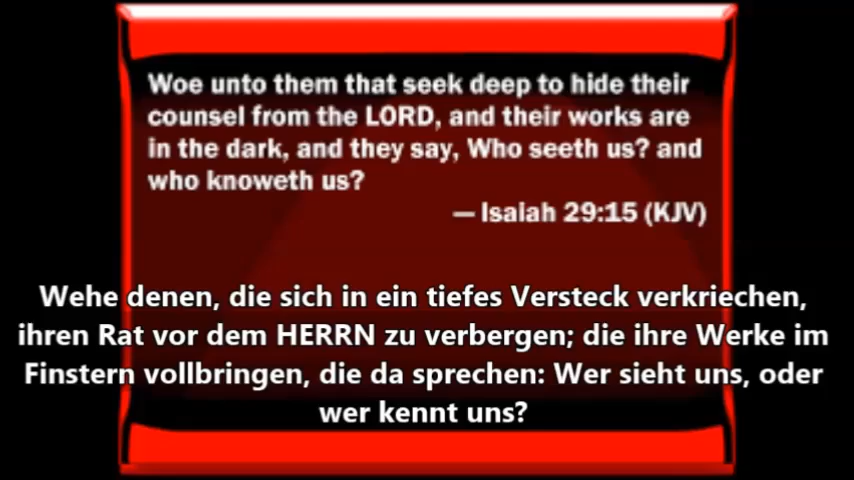 Woe unto them that seek deep to hide their
counsel from the LORD, and their works are
in the dark, and they say, Who seeth us? and
who knoweth us?
— Isaiah 29:15 (KJV)
Wehe denen, die sich in ein tiefes Versteck verkriechen,
ihren Rat vor dem HERRN zu verbergen; die ihre Werke im
Finstern vollbringen, die da sprechen: Wer sieht uns, oder
wer kennt uns?